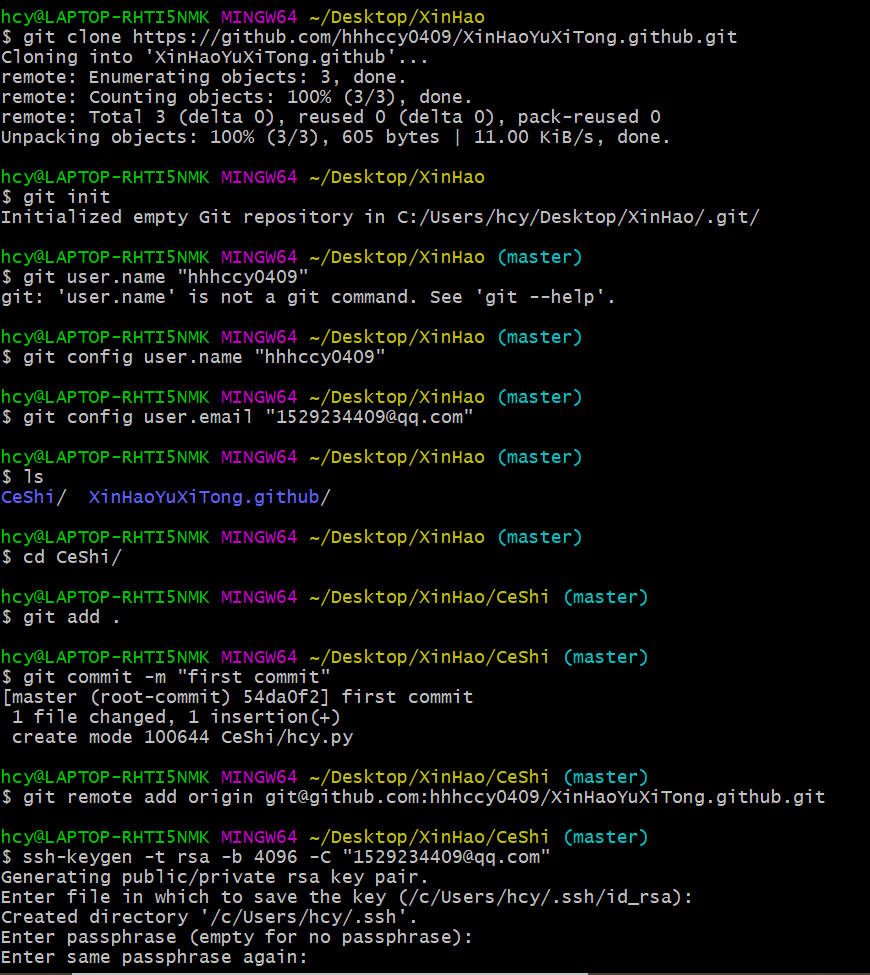 hcy@LAPTOP-RHTI5NMK MINGW64 ~/Desktop/XinHao
$ git clone https://github.com/hhhccy0409/XinHaoYuXiTong.github.git
Cloning into 'XinHaoYuXiTong.github'...
remote: Enumerating objects: 3, done.
remote: Counting objects: 100% (3/3), done.
remote: Total 3 (delta 0), reused 0 (delta 0), pack-reused 0
Unpacking objects: 100% (3/3), 605 bytes | 11.00 KiB/s, done.
hcy@LAPTOP-RHTI5NMK MINGW64 ~/Desktop/XinHao
$ git init
Initialized empty Git repository in C:/Users/hcy/Desktop/XinHao/.git/
hcy@LAPTOP-RHTI5NMK MINGW64 ~/Desktop/XinHao (master)
$ git user.name "hhhccy0409"
git: 'user.name' is not a git command. See 'git --help'.
hcy@LAPTOP-RHTI5NMK MINGW64 ~/Desktop/XinHao (master)
$ git config user.name "hhhccy0409"
hcy@LAPTOP-RHTI5NMK MINGW64 ~/Desktop/XinHao (master)
$ git config user.email "1529234409@qq.com"
hcy@LAPTOP-RHTI5NMK MINGW64 ~/Desktop/XinHao (master)
$ ls
CeShi/  XinHaoYuXiTong.github/
hcy@LAPTOP-RHTI5NMK MINGW64 ~/Desktop/XinHao (master)
$ cd CeShi/
hcy@LAPTOP-RHTI5NMK MINGW64 ~/Desktop/XinHao/CeShi (master)
$ git add .
hcy@LAPTOP-RHTI5NMK MINGW64 ~/Desktop/XinHao/CeShi (master)
$ git commit -m "first commit"
[master (root-commit) 54da0f2] first commit
 1 file changed, 1 insertion(+)
 create mode 100644 CeShi/hcy.py
hcy@LAPTOP-RHTI5NMK MINGW64 ~/Desktop/XinHao/CeShi (master)
$ git remote add origin git@github.com:hhhccy0409/XinHaoYuXiTong.github.git
hcy@LAPTOP-RHTI5NMK MINGW64 ~/Desktop/XinHao/CeShi (master)
$ ssh-keygen -t rsa -b 4096 -C "1529234409@qq.com"
Generating public/private rsa key pair.
Enter file in which to save the key (/c/Users/hcy/.ssh/id_rsa):
Created directory '/c/Users/hcy/.ssh'.
Enter passphrase (empty for no passphrase):
Enter same passphrase again: